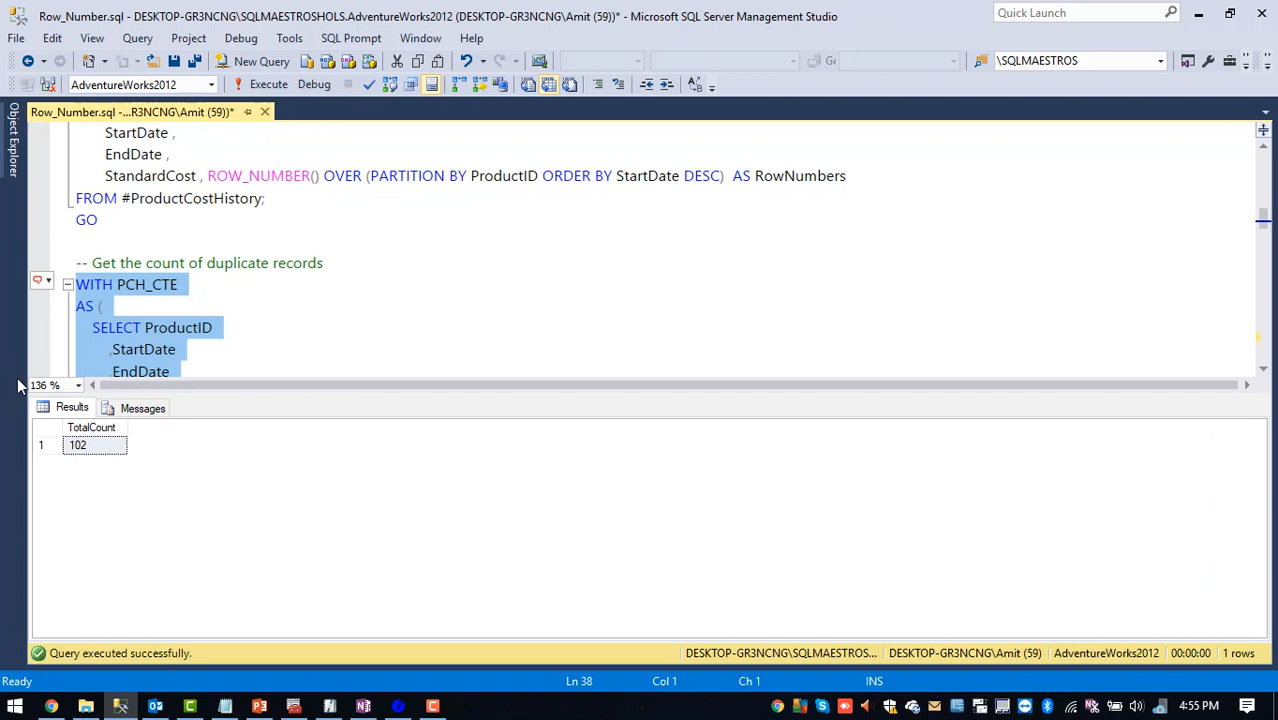 Row_Number.sql - DESKTOP-GR3NCNG\SQLMAESTROSHOLS.AdventureWorks2012 (DESKTOP-GR3NCNG\Amit (59))* - Microsoft SQL Server Management Studio
Quick Launch
File Edit View Query Project Debug Tools SQL Prompt Window Help
New Query
\SQLMAESTROS
AdventureWorks2012
Execute Debug
Row_Number.sql -...R3NCNG\Amit (59))*
Object Explorer
StartDate ,
EndDate ,
StandardCost , ROW_NUMBER() OVER (PARTITION BY ProductID ORDER BY StartDate DESC) AS RowNumbers
FROM #ProductCostHistory;
GO
-- Get the count of duplicate records
WITH PCH_CTE
AS (
SELECT ProductID
,StartDate
,EndDate
136 %
Results Messages
TotalCount
1 102
Query executed successfully.
DESKTOP-GR3NCNG\SQLMAESTROS... DESKTOP-GR3NCNG\Amit (59) AdventureWorks2012 00:00:00 1 rows
Ready Ln 38 Col 1 Ch 1 INS
4:55 PM